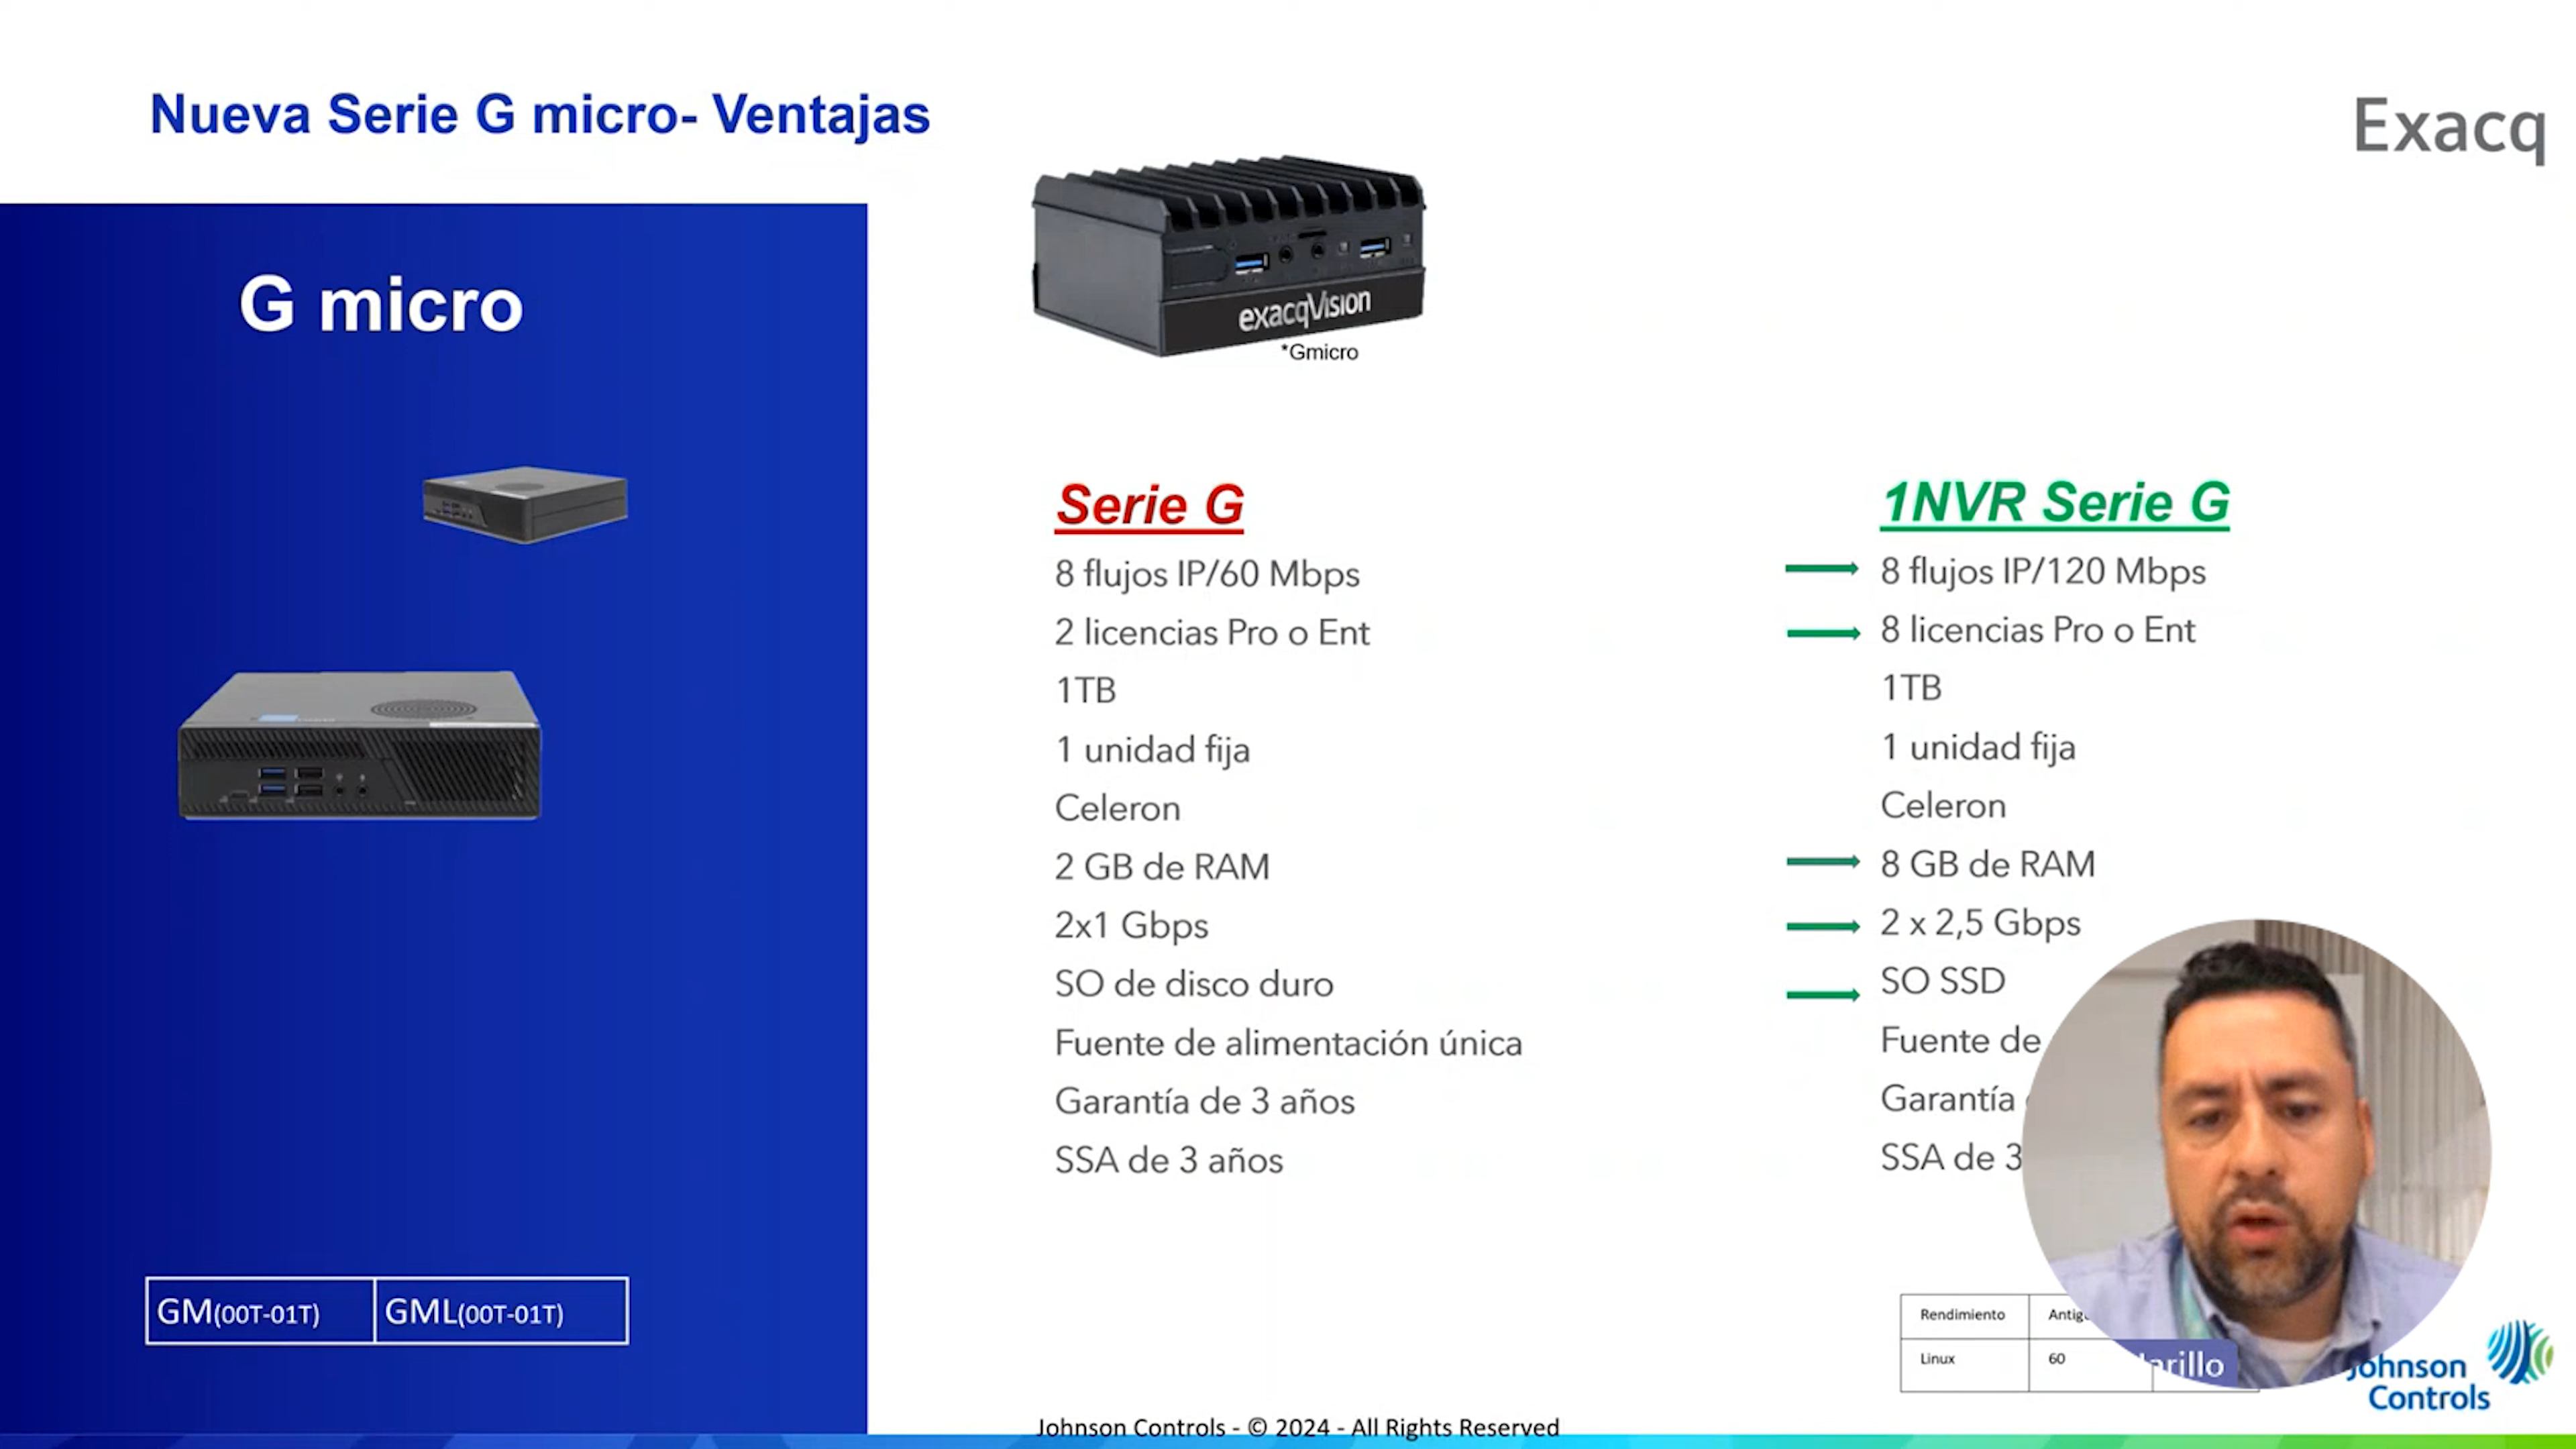 Nueva Serie G micro- Ventajas
Exacq
G micro
exacqVision
*Gmicro
Serie G
8 flujos IP/60 Mbps
2 licencias Pro o Ent
1TB
1 unidad fija
Celeron
2 GB de RAM
2x1 Gbps
SO de disco duro
Fuente de alimentación única
Garantía de 3 años
SSA de 3 años
1NVR Serie G
8 flujos IP/120 Mbps
8 licencias Pro o Ent
1TB
1 unidad fija
Celeron
8 GB de RAM
2 x 2,5 Gbps
SO SSD
Fuente de
Garantía
SSA de 3
GM(00T-01T) GML(00T-01T)
Rendimiento
Linux 60
Johnson
Controls
Johnson Controls - © 2024 - All Rights Reserved